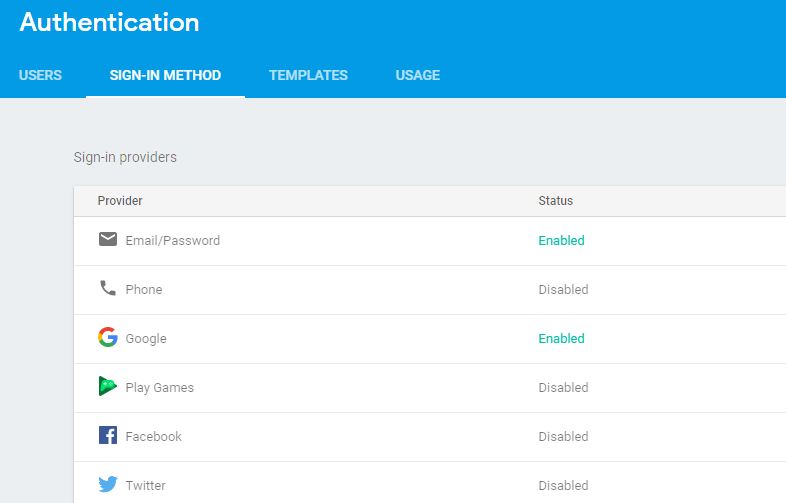 Authentication
USERS SIGN-IN METHOD TEMPLATES USAGE
Sign-in providers
Provider Status
Email/Password Enabled
Phone Disabled
Google Enabled
Play Games Disabled
Facebook Disabled
Twitter Disabled